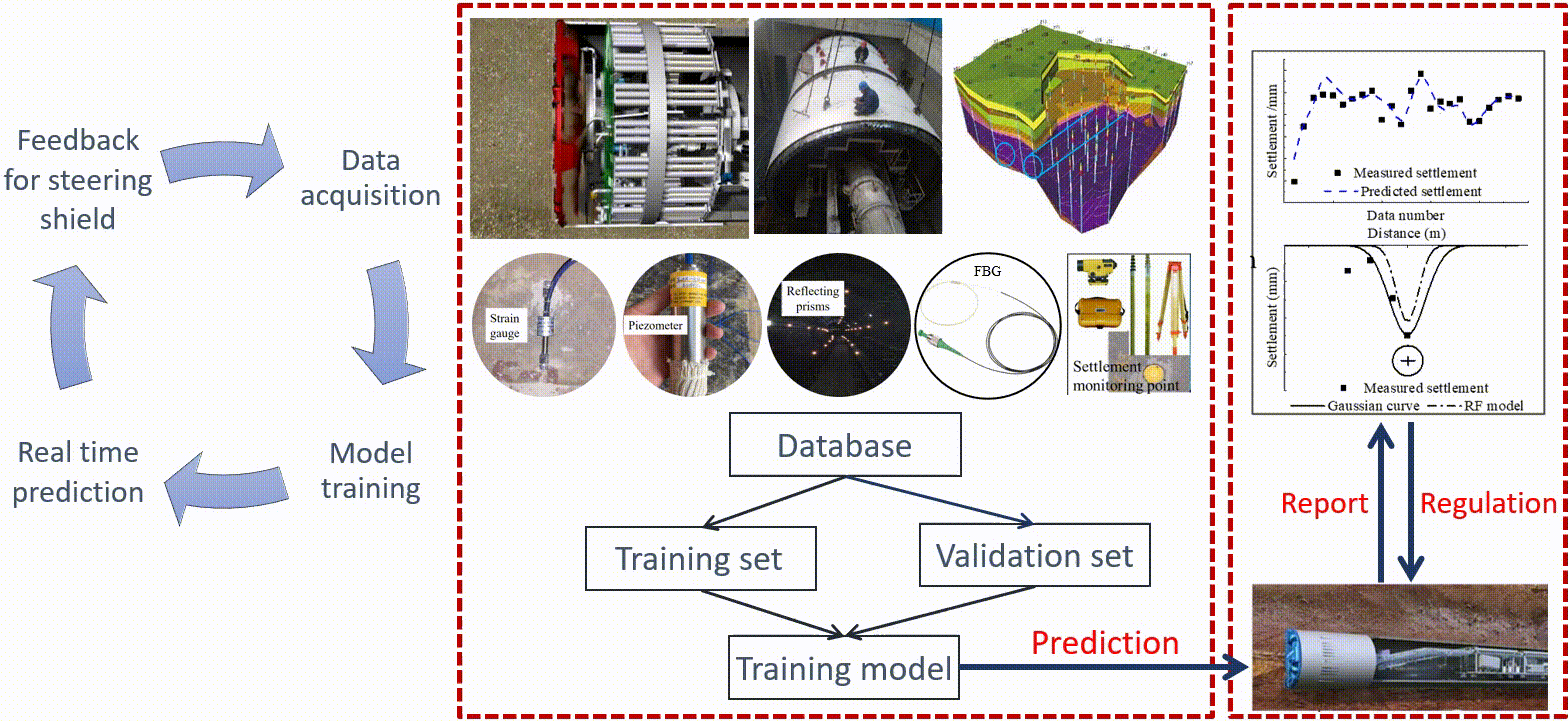 Feedback
for steering
shield
Data
acquisition
Model
training
Real time
prediction
Strain
gauge
Piezometer
Reflecting
prisms
FBG
Settlement
monitoring point
Database
Training set
Validation set
Training model
Prediction
Settlement /mm
Measured settlement
Predicted settlement
Data number
Distance (m)
Settlement (mm)
Measured settlement
Gaussian curve
RF model
Report
Regulation